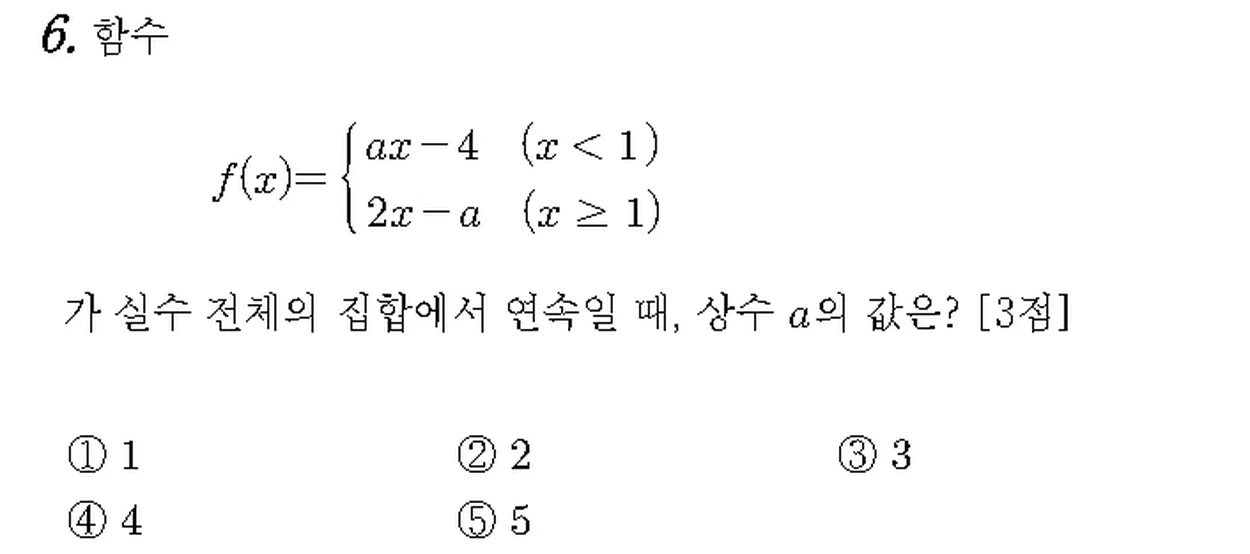 6. 함수
f(x)= { ax-4 (x < 1)
2x-a (x ≥ 1)
가 실수 전체의 집합에서 연속일 때, 상수 a의 값은? [3점]
① 1 ② 2 ③ 3
④ 4 ⑤ 5